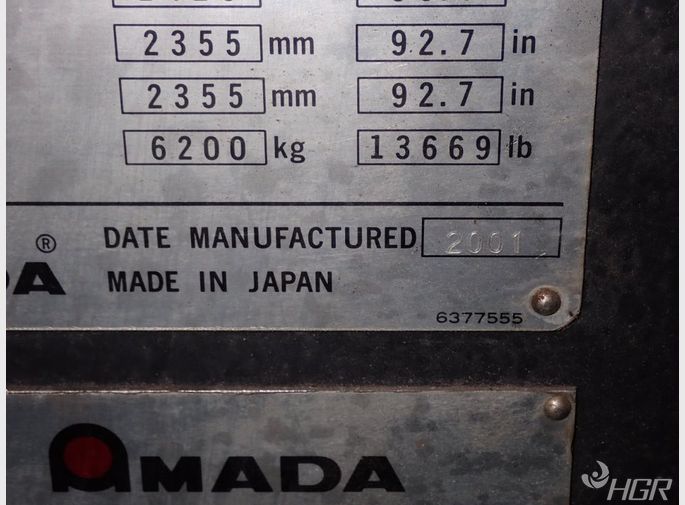 2355 mm 92.7 in
2355 mm 92.7 in
6200 kg 13669 lb
® DATE MANUFACTURED 2001
DA MADE IN JAPAN
6377555
AMADA
HGR